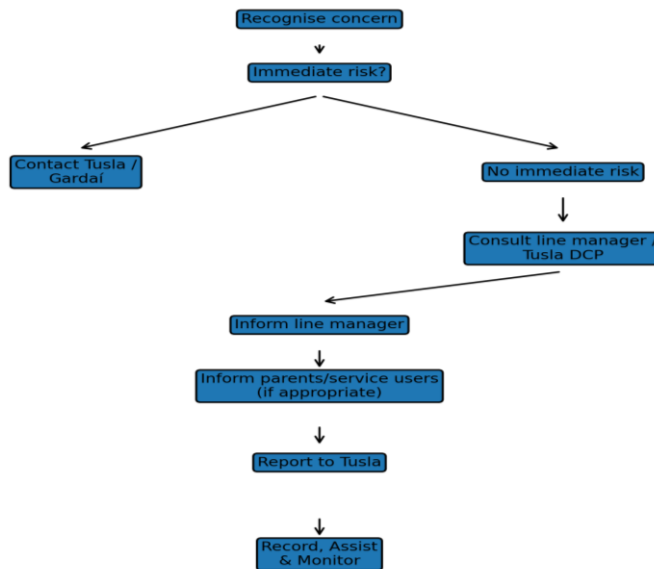 Recognise concern
Immediate risk?
Contact Tusla /
Gardaí
No immediate risk
Consult line manager /
Tusla DCP
Inform line manager
Inform parents/service users
(if appropriate)
Report to Tusla
Record, Assist
& Monitor